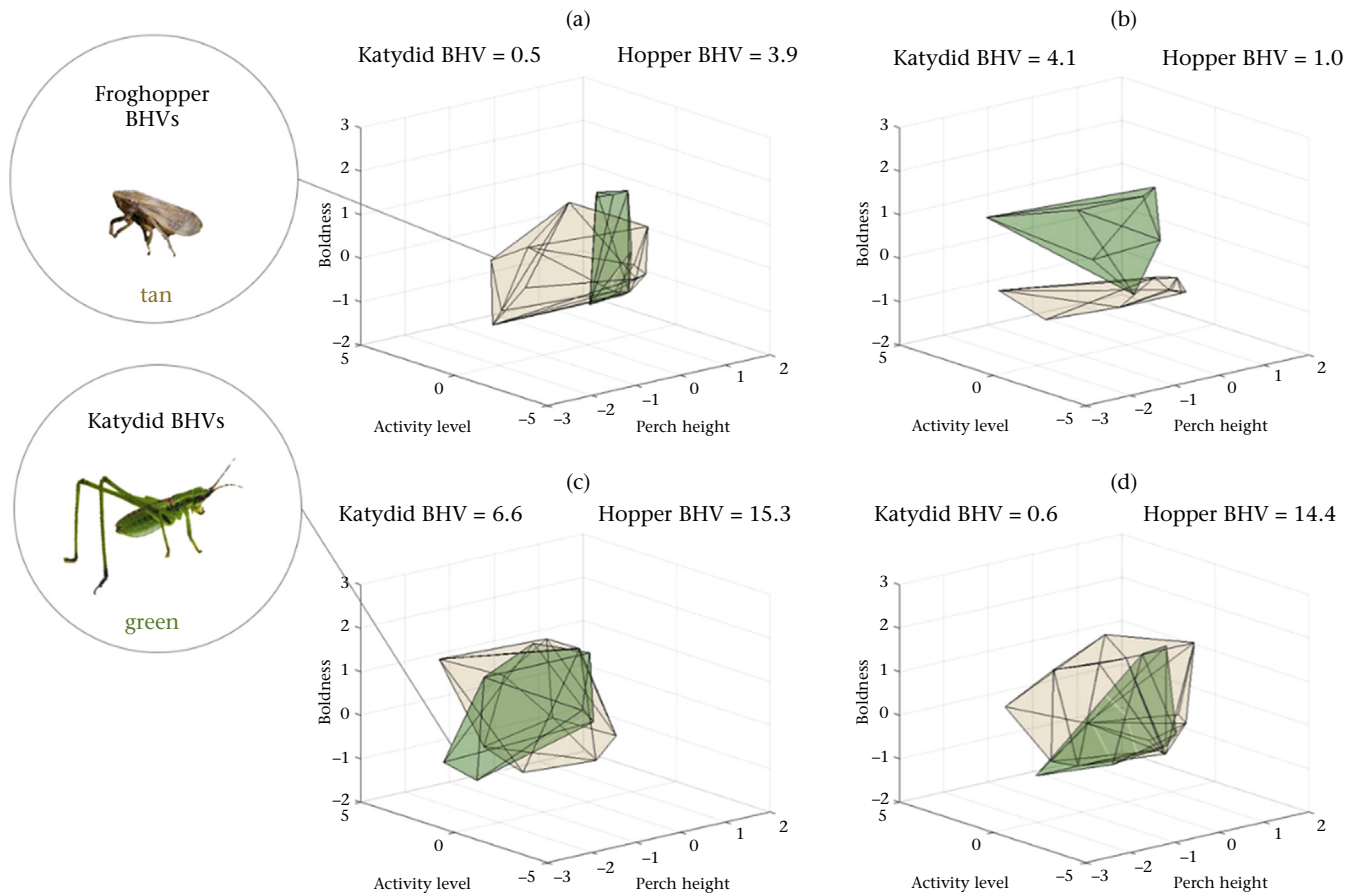 Froghopper
BHVs
tan
Katydid BHVs
green
(a)
Katydid BHV = 0.5 Hopper BHV = 3.9
Boldness
3
2
1
0
–1
–2
5
0
–5
Activity level
–3
–2
–1
0
1
2
Perch height
(b)
Katydid BHV = 4.1 Hopper BHV = 1.0
Boldness
3
2
1
0
–1
–2
5
0
–5
Activity level
–3
–2
–1
0
1
2
Perch height
(c)
Katydid BHV = 6.6 Hopper BHV = 15.3
Boldness
3
2
1
0
–1
–2
5
0
–5
Activity level
–3
–2
–1
0
1
2
Perch height
(d)
Katydid BHV = 0.6 Hopper BHV = 14.4
Boldness
3
2
1
0
–1
–2
5
0
–5
Activity level
–3
–2
–1
0
1
2
Perch height